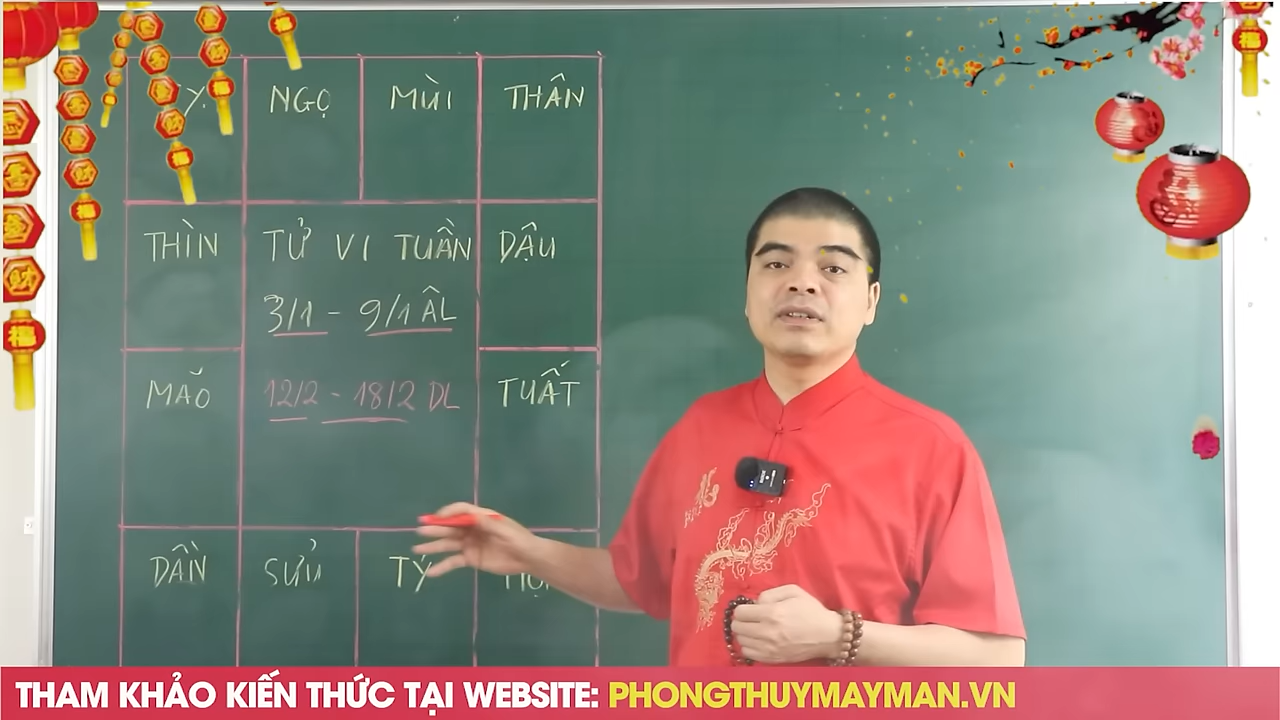 NGỌ
MÙI
THÂN
THÌN
TỬ VI TUẦN
3/1 - 9/1 ÂL
12/2 - 18/2 DL
DẬU
MÃO
TUẤT
DẦN
SỬU
TÝ
THAM KHẢO KIẾN THỨC TẠI WEBSITE: PHONGTHUYMAYMAN.VN